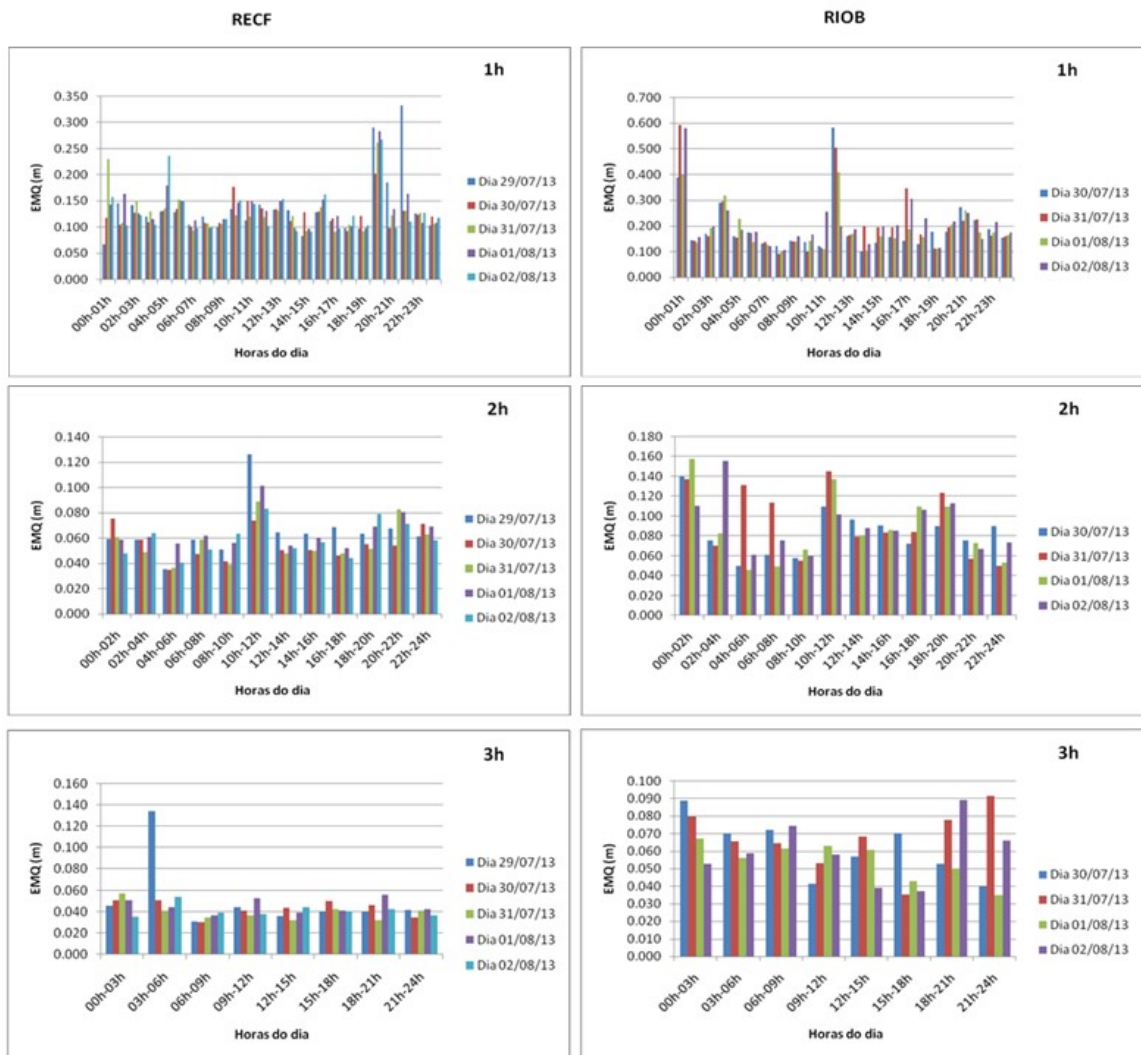 RECF
RIOB
1h
EMQ (m)
0.350
0.300
0.250
0.200
0.150
0.100
0.050
0.000
00h-01h
02h-03h
04h-05h
06h-07h
08h-09h
10h-11h
12h-13h
14h-15h
16h-17h
18h-19h
20h-21h
22h-23h
Horas do dia
Dia 29/07/13
Dia 30/07/13
Dia 31/07/13
Dia 01/08/13
Dia 02/08/13
1h
EMQ (m)
0.700
0.600
0.500
0.400
0.300
0.200
0.100
0.000
00h-01h
02h-03h
04h-05h
06h-07h
08h-09h
10h-11h
12h-13h
14h-15h
16h-17h
18h-19h
20h-21h
22h-23h
Horas do dia
Dia 30/07/13
Dia 31/07/13
Dia 01/08/13
Dia 02/08/13
2h
EMQ (m)
0.140
0.120
0.100
0.080
0.060
0.040
0.020
0.000
00h-02h
02h-04h
04h-06h
06h-08h
08h-10h
10h-12h
12h-14h
14h-16h
16h-18h
18h-20h
20h-22h
22h-24h
Horas do dia
Dia 29/07/13
Dia 30/07/13
Dia 31/07/13
Dia 01/08/13
Dia 02/08/13
2h
EMQ (m)
0.180
0.160
0.140
0.120
0.100
0.080
0.060
0.040
0.020
0.000
00h-02h
02h-04h
04h-06h
06h-08h
08h-10h
10h-12h
12h-14h
14h-16h
16h-18h
18h-20h
20h-22h
22h-24h
Horas do dia
Dia 30/07/13
Dia 31/07/13
Dia 01/08/13
Dia 02/08/13
3h
EMQ (m)
0.160
0.140
0.120
0.100
0.080
0.060
0.040
0.020
0.000
00h-03h
03h-06h
06h-09h
09h-12h
12h-15h
15h-18h
18h-21h
21h-24h
Horas do dia
Dia 29/07/13
Dia 30/07/13
Dia 31/07/13
Dia 01/08/13
Dia 02/08/13
3h
EMQ (m)
0.100
0.090
0.080
0.070
0.060
0.050
0.040
0.030
0.020
0.010
0.000
00h-03h
03h-06h
06h-09h
09h-12h
12h-15h
15h-18h
18h-21h
21h-24h
Horas do dia
Dia 30/07/13
Dia 31/07/13
Dia 01/08/13
Dia 02/08/13